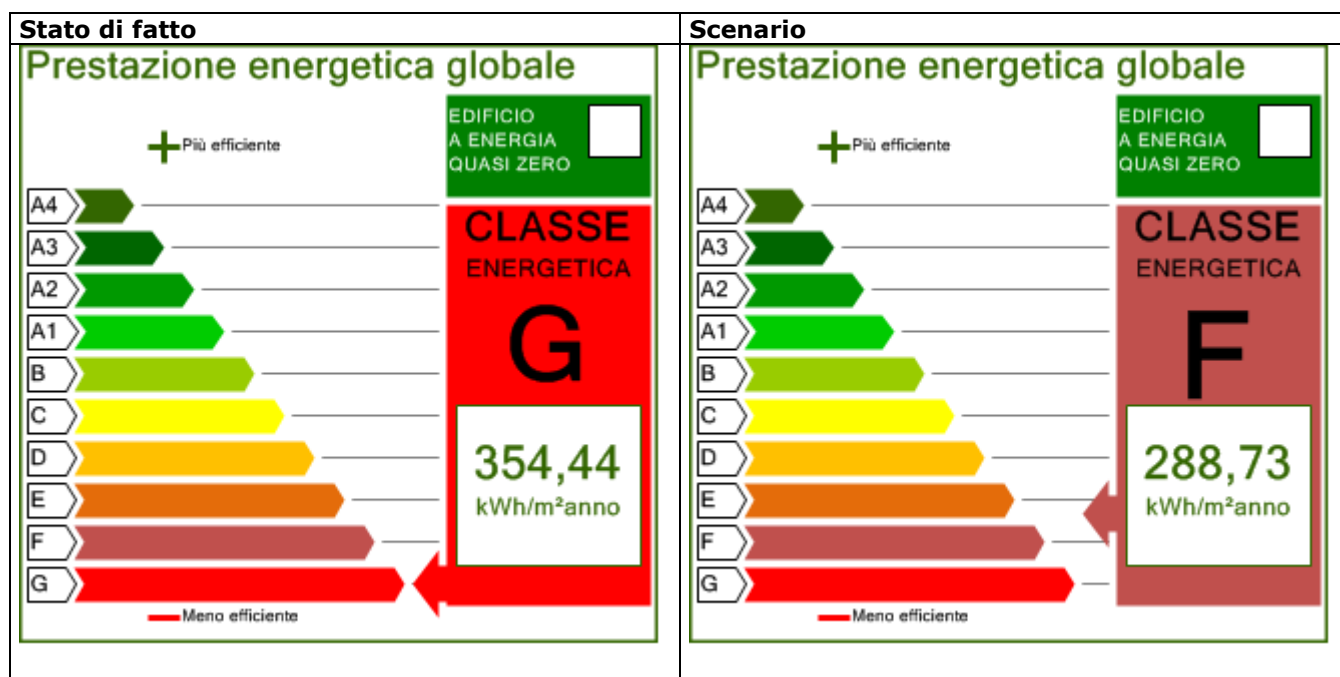 Stato di fatto
Prestazione energetica globale
EDIFICIO
A ENERGIA
QUASI ZERO
Più efficiente
A4
A3
A2
A1
B
C
D
E
F
G
CLASSE
ENERGETICA
G
354,44
kWh/m²anno
Meno efficiente
Scenario
Prestazione energetica globale
EDIFICIO
A ENERGIA
QUASI ZERO
Più efficiente
A4
A3
A2
A1
B
C
D
E
F
G
CLASSE
ENERGETICA
F
288,73
kWh/m²anno
Meno efficiente